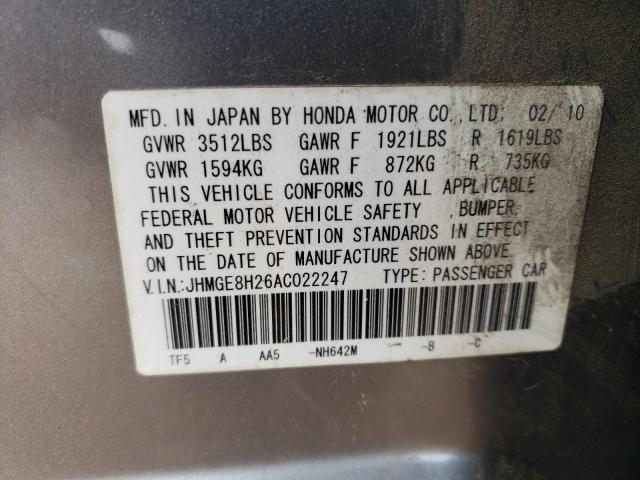 MFD. IN JAPAN BY HONDA MOTOR CO., LTD: 02/ 10
GVWR 3512LBS GAWR F 1921LBS R 1619LBS
GVWR 1594KG GAWR F 872KG R 735KG
THIS VEHICLE CONFORMS TO ALL APPLICABLE
FEDERAL MOTOR VEHICLE SAFETY , BUMPER,
AND THEFT PREVENTION STANDARDS IN EFFECT
ON THE DATE OF MANUFACTURE SHOWN ABOVE.
V.I.N.:JHMGE8H26AC022247 TYPE: PASSENGER CAR
TF5 A AA5 -NH642M - -B -C